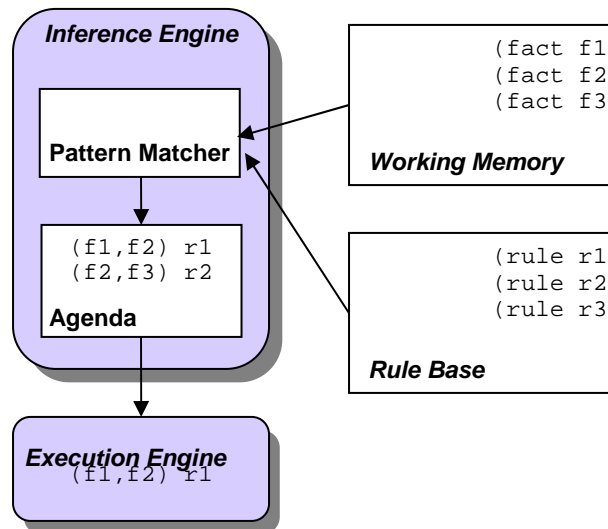 Inference Engine
Pattern Matcher
(f1,f2) r1
(f2,f3) r2
Agenda
Execution Engine
(f1,f2) r1
(fact f1
(fact f2
(fact f3
Working Memory
(rule r1
(rule r2
(rule r3
Rule Base